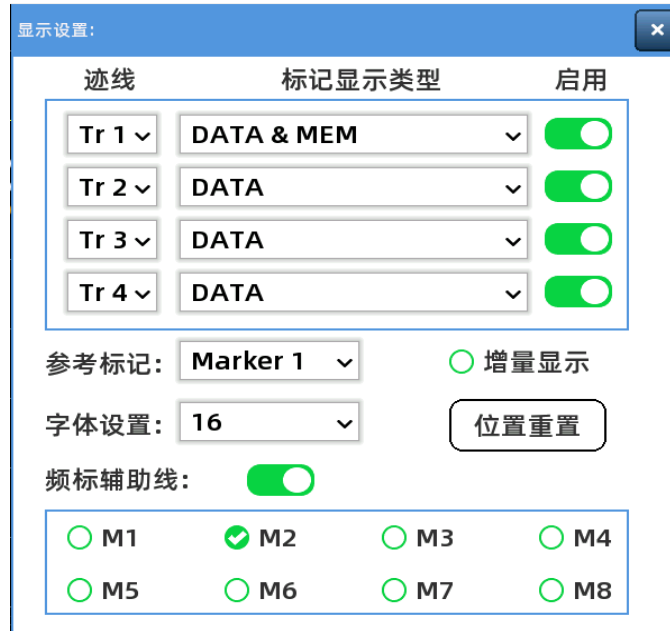 显示设置:
迹线 标记显示类型 启用
Tr 1 DATA & MEM
Tr 2 DATA
Tr 3 DATA
Tr 4 DATA
参考标记: Marker 1 增量显示
字体设置: 16 位置重置
频标辅助线:
M1 M2 M3 M4
M5 M6 M7 M8